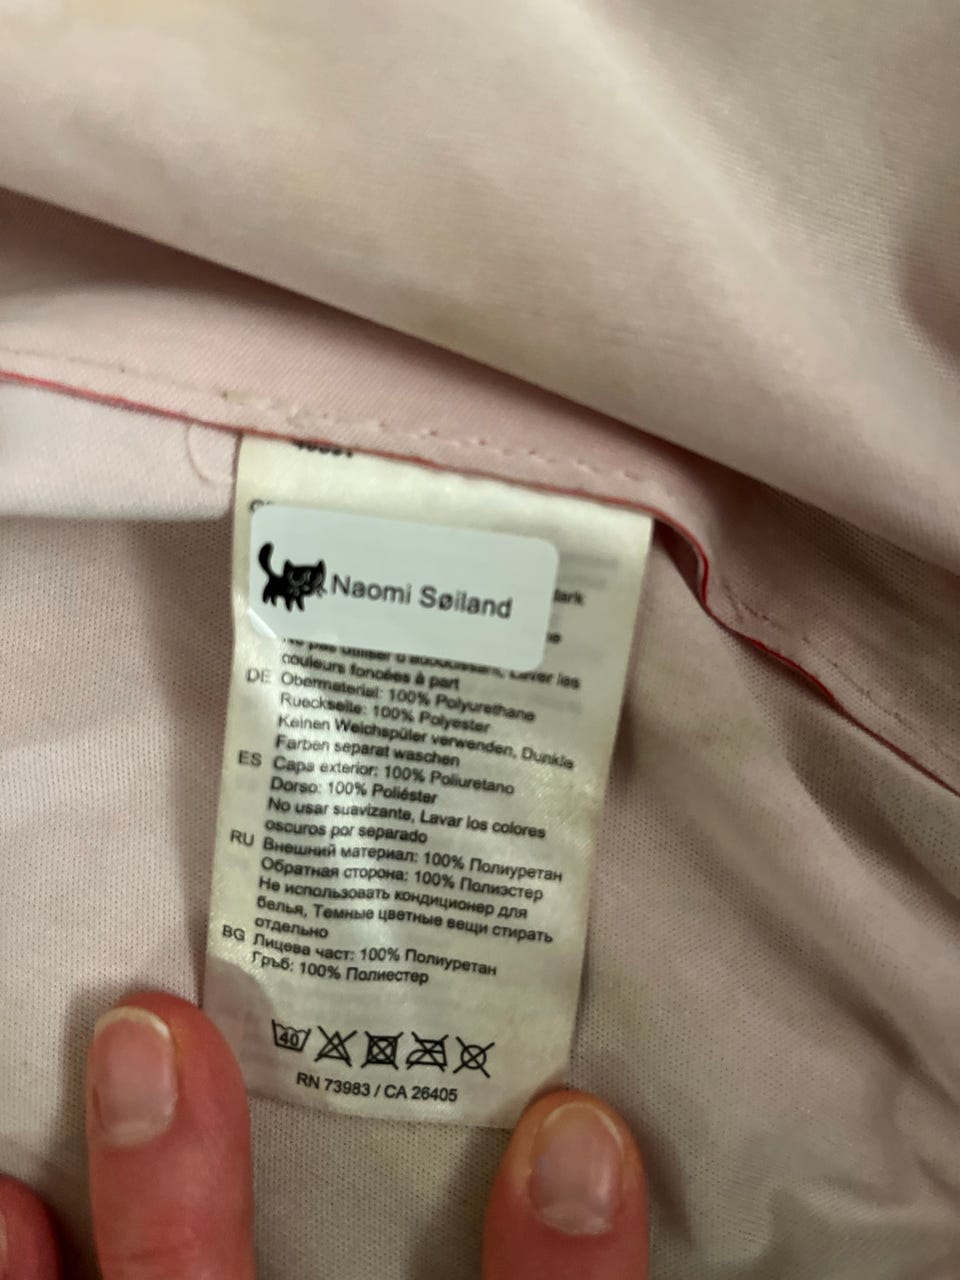 Naomi Søiland
dark
couleurs foncées à part
DE Obermaterial: 100% Polyurethane
Rueckseite: 100% Polyester
Keinen Weichspüler verwenden, Dunkle
Farben separat waschen
ES Capa exterior: 100% Poliuretano
Dorso: 100% Poliéster
No usar suavizante, Lavar los colores
oscuros por separado
RU Внешний материал: 100% Полиуретан
Обратная сторона: 100% Полиэстер
Не использовать кондиционер для
белья, Темные цветные вещи стирать
отдельно
BG Лицева част: 100% Полиуретан
Гръб: 100% Полиестер
40
RN 73983 / CA 26405